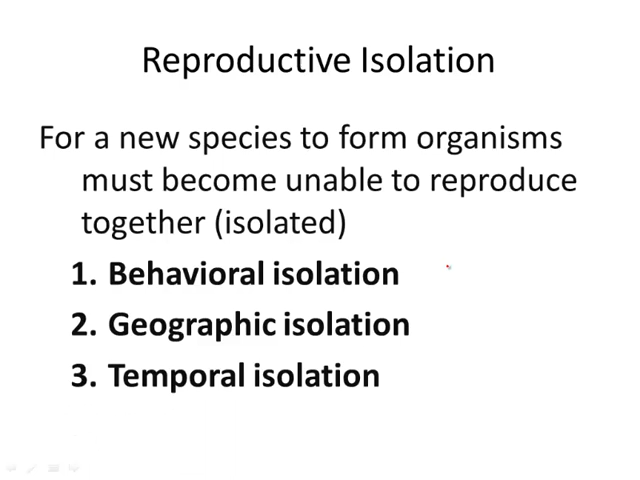 Reproductive Isolation
For a new species to form organisms
must become unable to reproduce
together (isolated)
1. Behavioral isolation
2. Geographic isolation
3. Temporal isolation